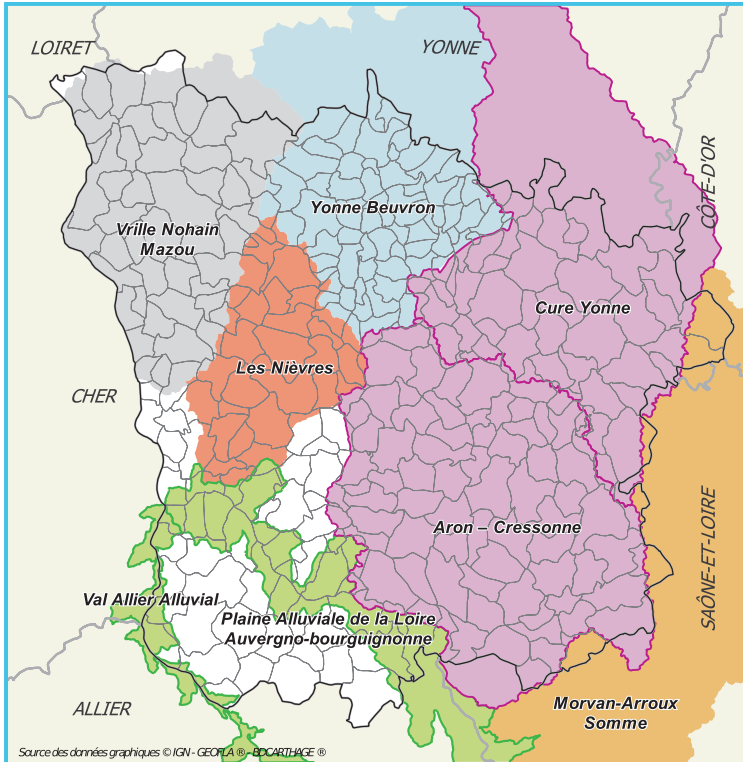 LOIRET
YONNE
CÔTE-D'OR
Yonne Beuvron
Vrille Nohain
Mazou
Cure Yonne
Les Nièvres
CHER
Aron – Cressonne
SAÔNE-ET-LOIRE
Val Allier Alluvial
Plaine Alluviale de la Loire
Auvergno-bourguignonne
ALLIER
Morvan-Arroux
Somme
Source des données graphiques © IGN - GEOFLA ® - BDCARTHAGE ®